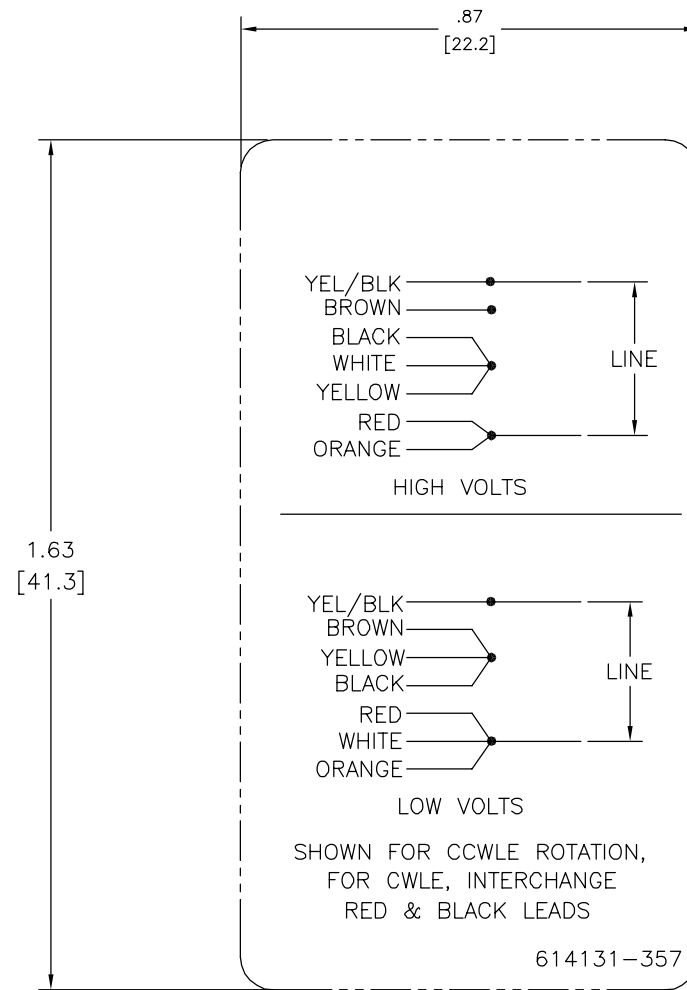 .87
[22.2]
YEL/BLK
BROWN
BLACK
WHITE
YELLOW
RED
ORANGE
LINE
HIGH VOLTS
1.63
[41.3]
YEL/BLK
BROWN
YELLOW
BLACK
RED
WHITE
ORANGE
LINE
LOW VOLTS
SHOWN FOR CCWLE ROTATION,
FOR CWLE, INTERCHANGE
RED & BLACK LEADS
614131-357